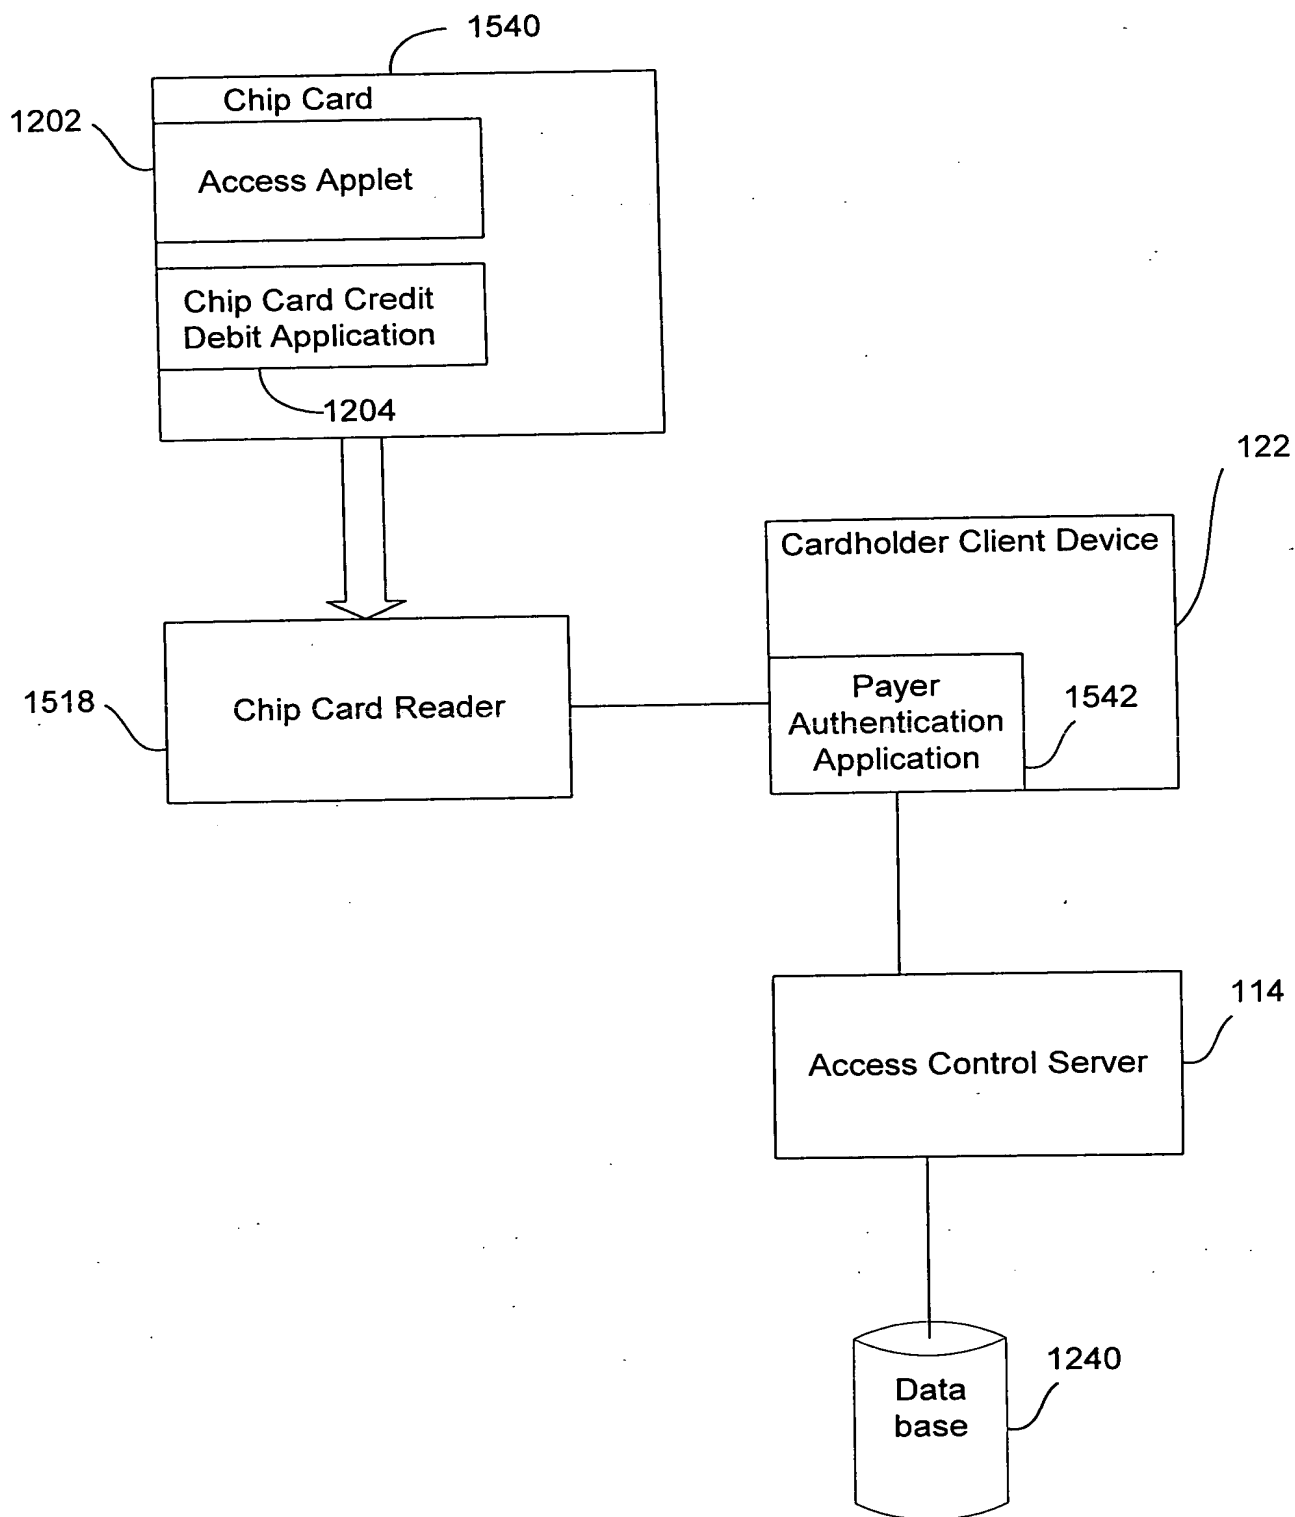 1540
Chip Card
1202
Access Applet
Chip Card Credit
Debit Application
1204
122
Cardholder Client Device
Payer
Authentication
Application
1542
1518
Chip Card Reader
114
Access Control Server
1240
Data
base